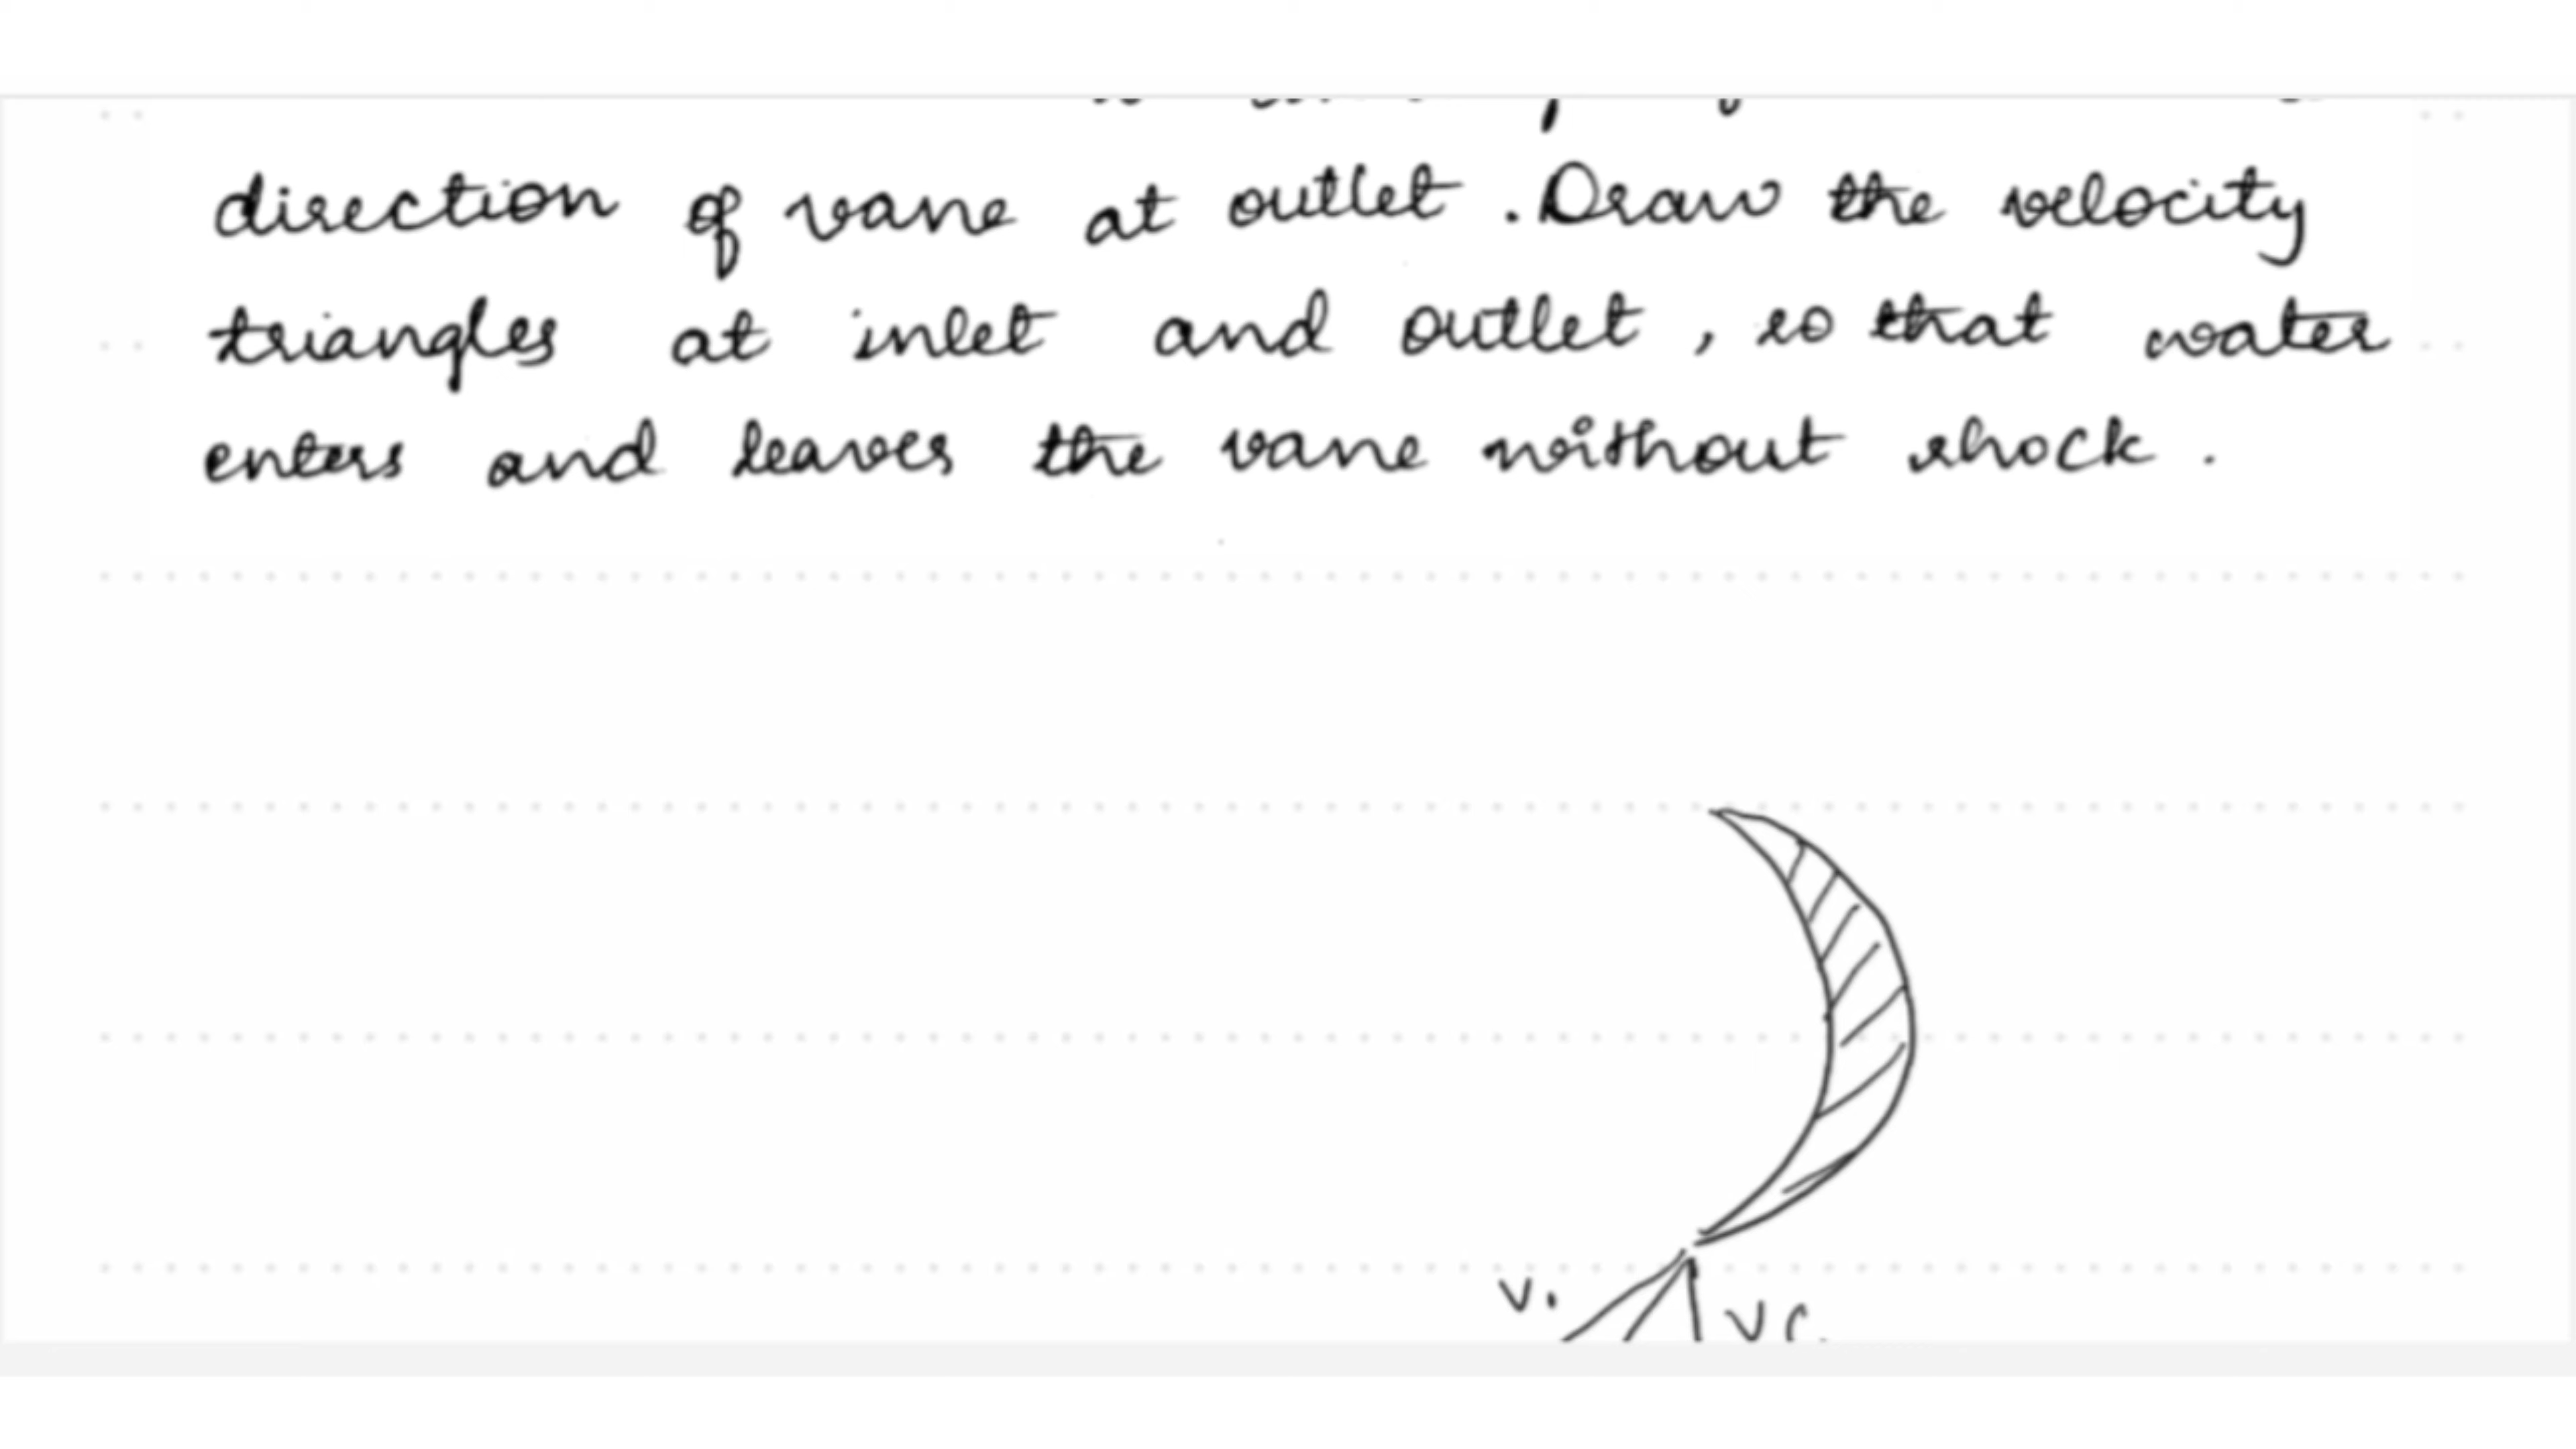 direction of vane at outlet. Draw the velocity
triangles at inlet and outlet, so that water
enters and leaves the vane without shock.